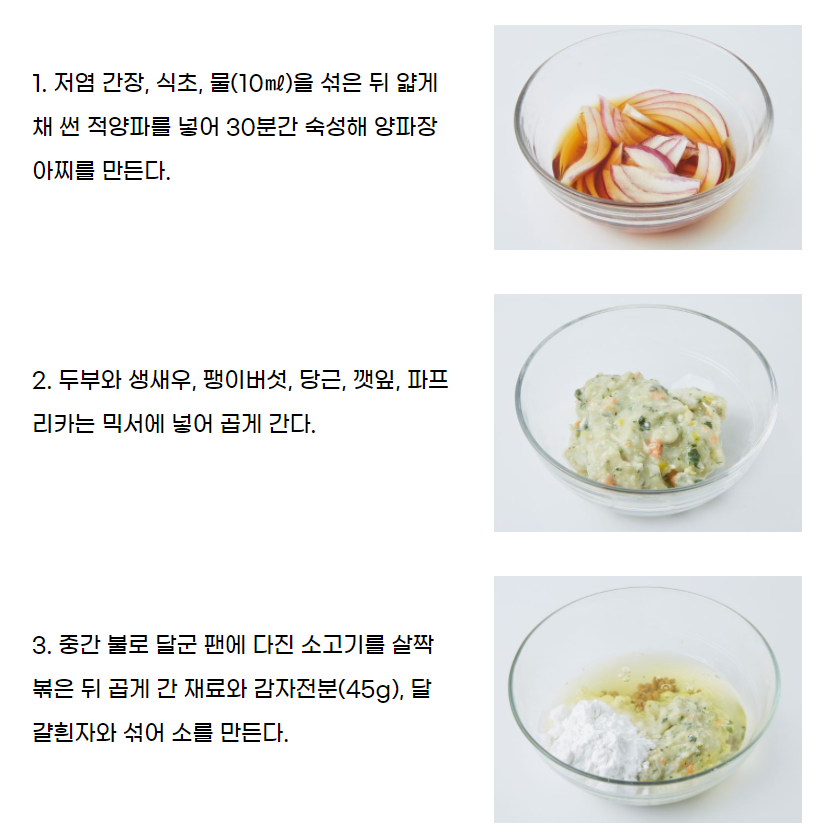 1. 저염 간장, 식초, 물(10㎖)을 섞은 뒤 얇게
채 썬 적양파를 넣어 30분간 숙성해 양파장
아찌를 만든다.
2. 두부와 생새우, 팽이버섯, 당근, 깻잎, 파프
리카는 믹서에 넣어 곱게 간다.
3. 중간 불로 달군 팬에 다진 소고기를 살짝
볶은 뒤 곱게 간 재료와 감자전분(45g), 달
걀흰자와 섞어 소를 만든다.